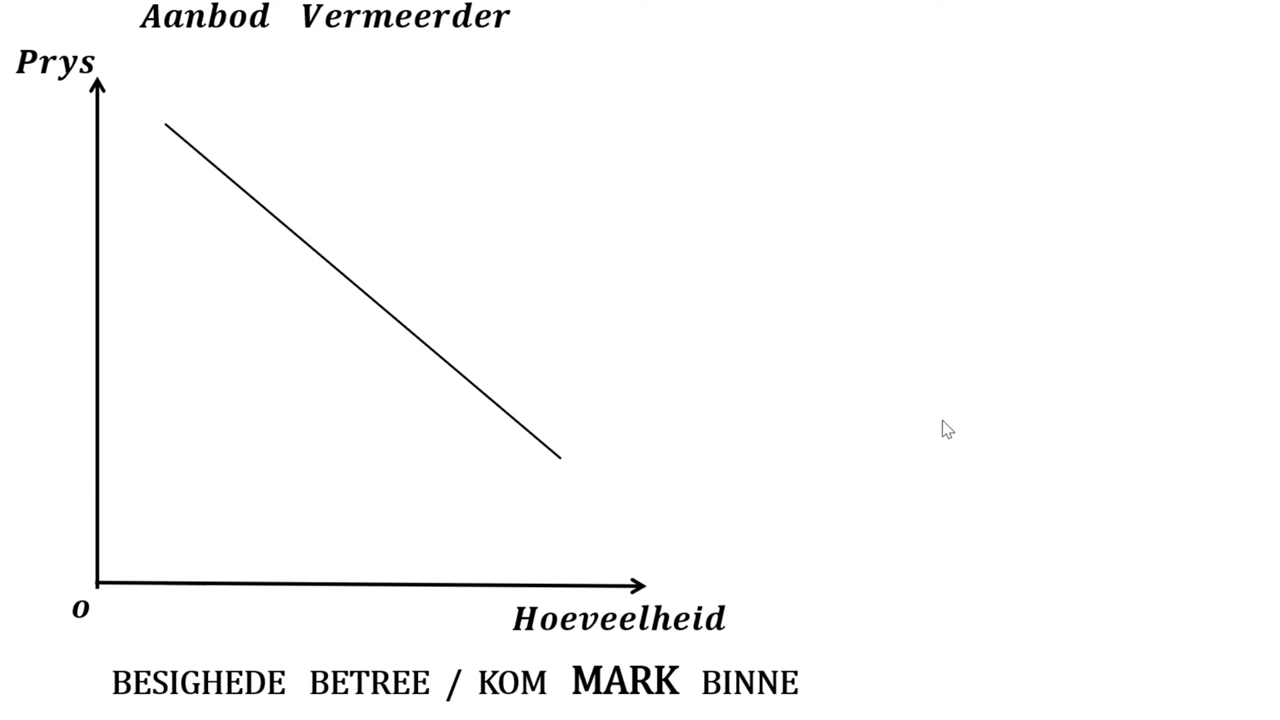 Aanbod Vermeerder
Prys
0
Hoeveelheid
BESIGHEDE BETREE / KOM MARK BINNE